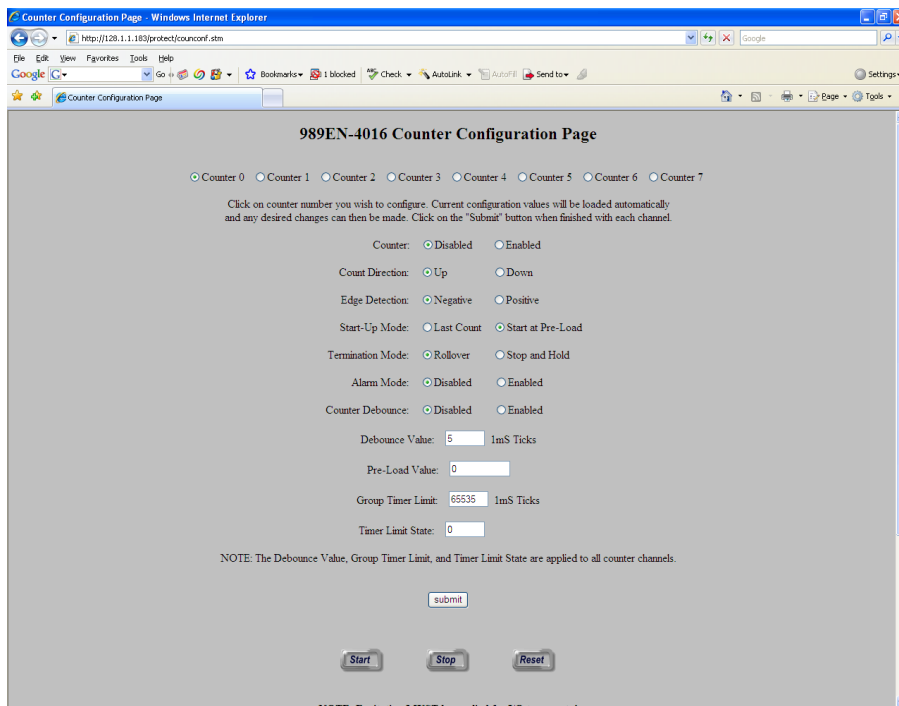 Counter Configuration Page - Windows Internet Explorer
http://128.1.1.183/protect/counconf.stm
Google
File Edit View Favorites Tools Help
Google G Go Bookmarks 1 blocked ABC Check AutoLink AutoFill Send to Settings
Counter Configuration Page
Page Tools
989EN-4016 Counter Configuration Page
Counter 0 Counter 1 Counter 2 Counter 3 Counter 4 Counter 5 Counter 6 Counter 7
Click on counter number you wish to configure. Current configuration values will be loaded automatically
and any desired changes can then be made. Click on the "Submit" button when finished with each channel.
Counter: Disabled Enabled
Count Direction: Up Down
Edge Detection: Negative Positive
Start-Up Mode: Last Count Start at Pre-Load
Termination Mode: Rollover Stop and Hold
Alarm Mode: Disabled Enabled
Counter Debounce: Disabled Enabled
Debounce Value: 5 1mS Ticks
Pre-Load Value: 0
Group Timer Limit: 65535 1mS Ticks
Timer Limit State: 0
NOTE: The Debounce Value, Group Timer Limit, and Timer Limit State are applied to all counter channels.
submit
Start Stop Reset